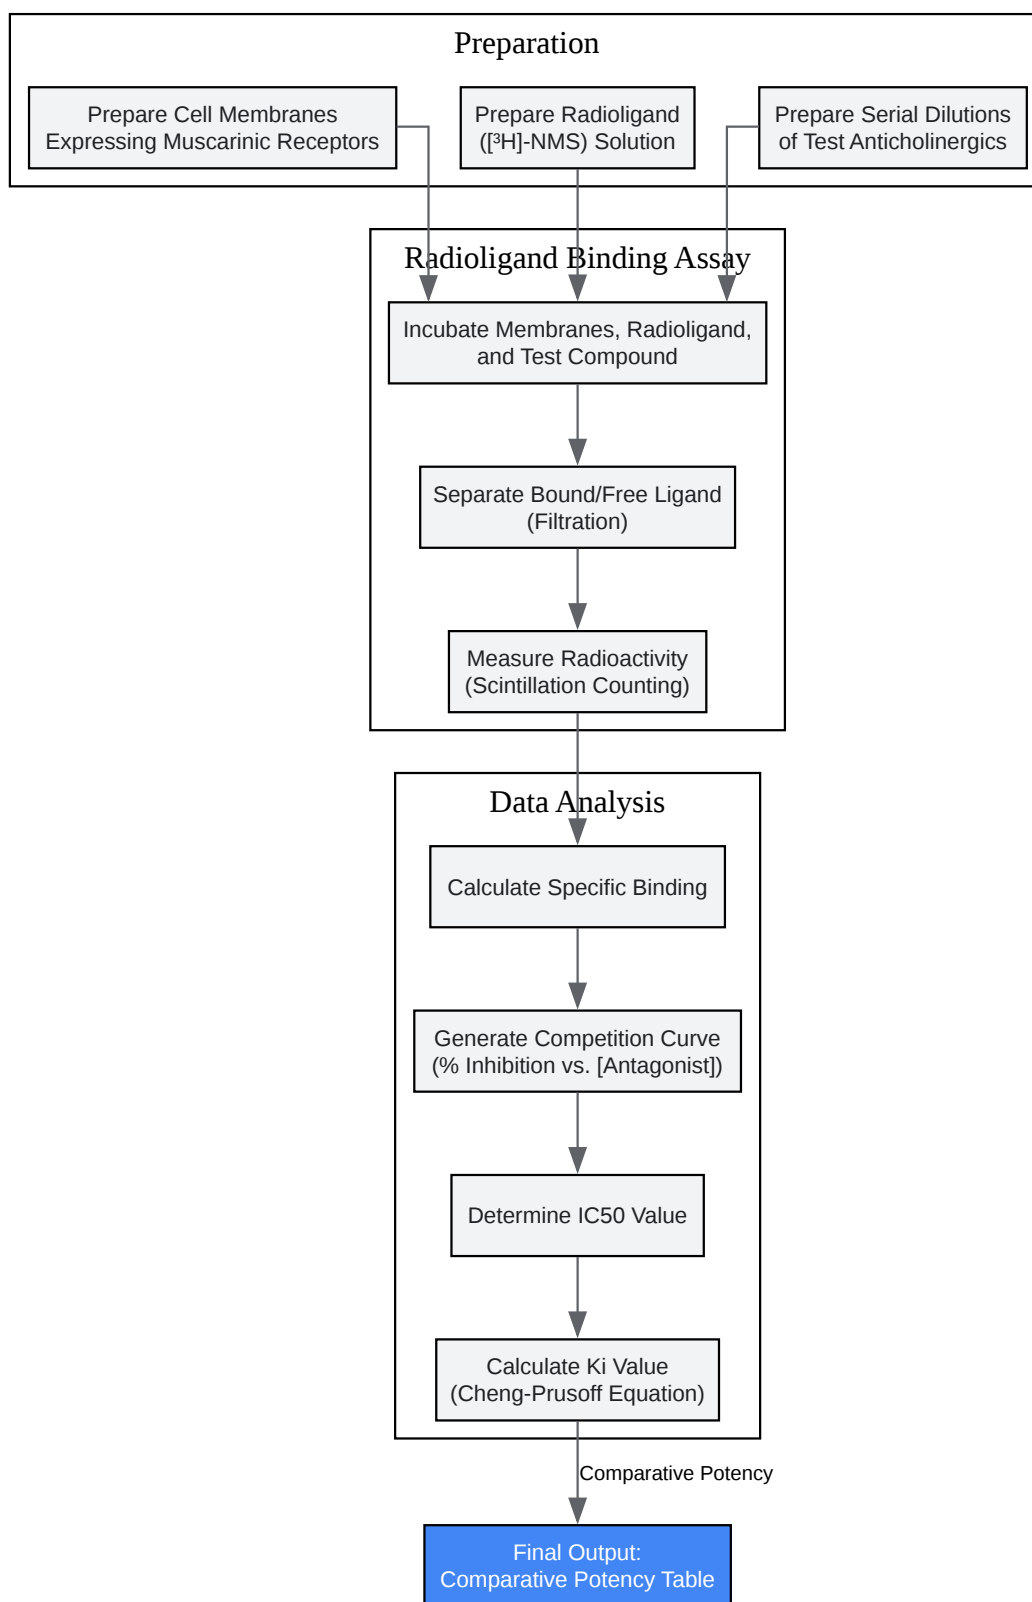 Preparation
Prepare Cell Membranes
Expressing Muscarinic Receptors
Prepare Radioligand
([³H]-NMS) Solution
Prepare Serial Dilutions
of Test Anticholinergics
Radioligand Binding Assay
Incubate Membranes, Radioligand,
and Test Compound
Separate Bound/Free Ligand
(Filtration)
Measure Radioactivity
(Scintillation Counting)
Data Analysis
Calculate Specific Binding
Generate Competition Curve
(% Inhibition vs. [Antagonist])
Determine IC50 Value
Calculate Ki Value
(Cheng-Prusoff Equation)
Comparative Potency
Final Output:
Comparative Potency Table